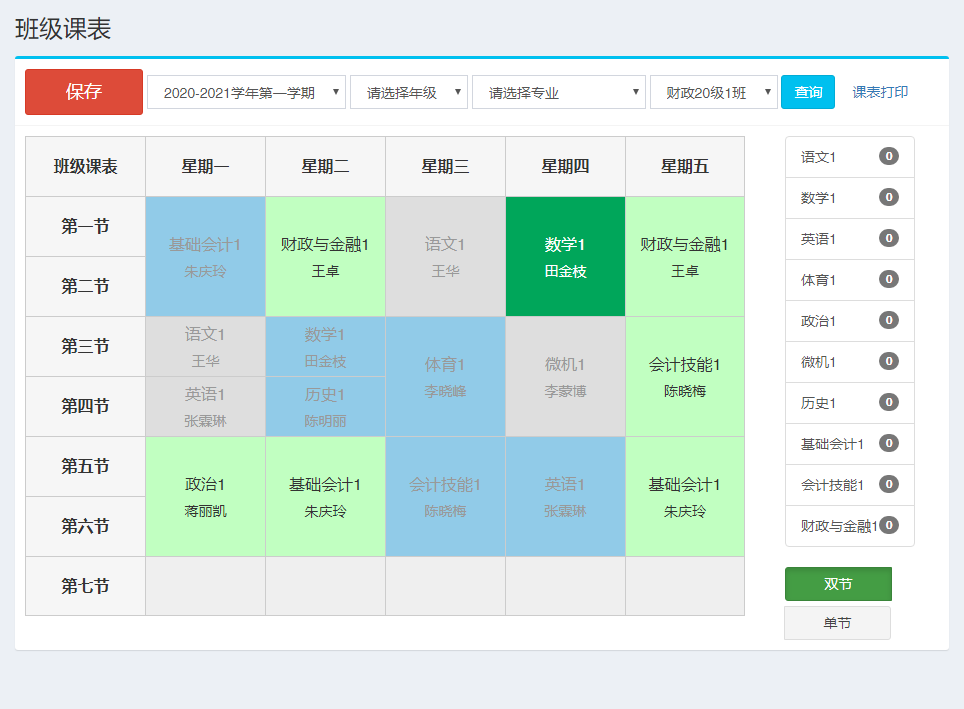 班级课表
保存 2020-2021学年第一学期 请选择年级 请选择专业 财政20级1班 查询 课表打印
班级课表 星期一 星期二 星期三 星期四 星期五
第一节
第二节
基础会计1 财政与金融1 语文1 数学1 财政与金融1
朱庆玲 王卓 王华 田金枝 王卓
第三节
语文1 数学1
王华 田金枝
第四节
英语1 历史1
张霖琳 陈明丽
体育1 微机1 会计技能1
李晓峰 李蒙博 陈晓梅
第五节
第六节
政治1 基础会计1 会计技能1 英语1 基础会计1
蒋丽凯 朱庆玲 陈晓梅 张霖琳 朱庆玲
第七节
语文1 0
数学1 0
英语1 0
体育1 0
政治1 0
微机1 0
历史1 0
基础会计1 0
会计技能1 0
财政与金融1 0
双节
单节